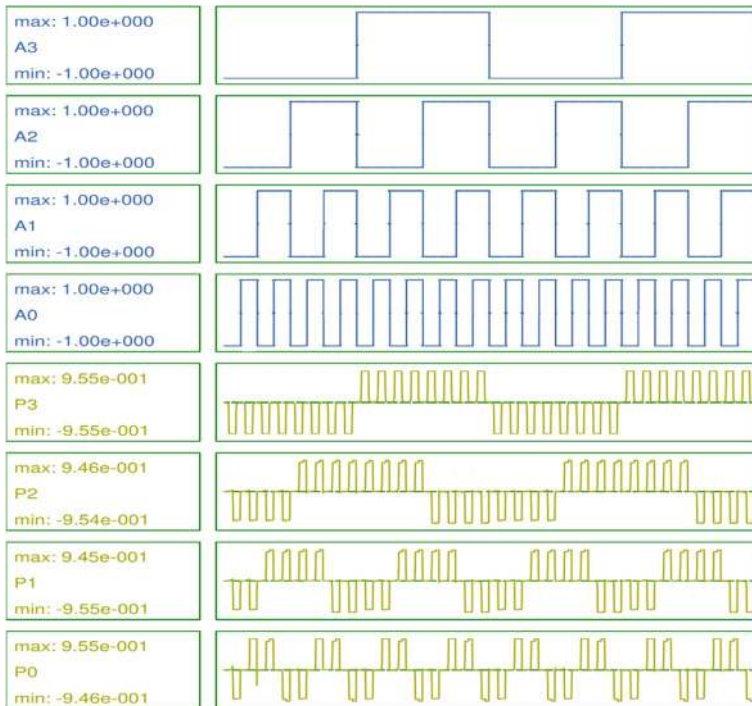 max: 1.00e+000
A3
min: -1.00e+000
max: 1.00e+000
A2
min: -1.00e+000
max: 1.00e+000
A1
min: -1.00e+000
max: 1.00e+000
A0
min: -1.00e+000
max: 9.55e-001
P3
min: -9.55e-001
max: 9.46e-001
P2
min: -9.54e-001
max: 9.45e-001
P1
min: -9.55e-001
max: 9.55e-001
P0
min: -9.46e-001